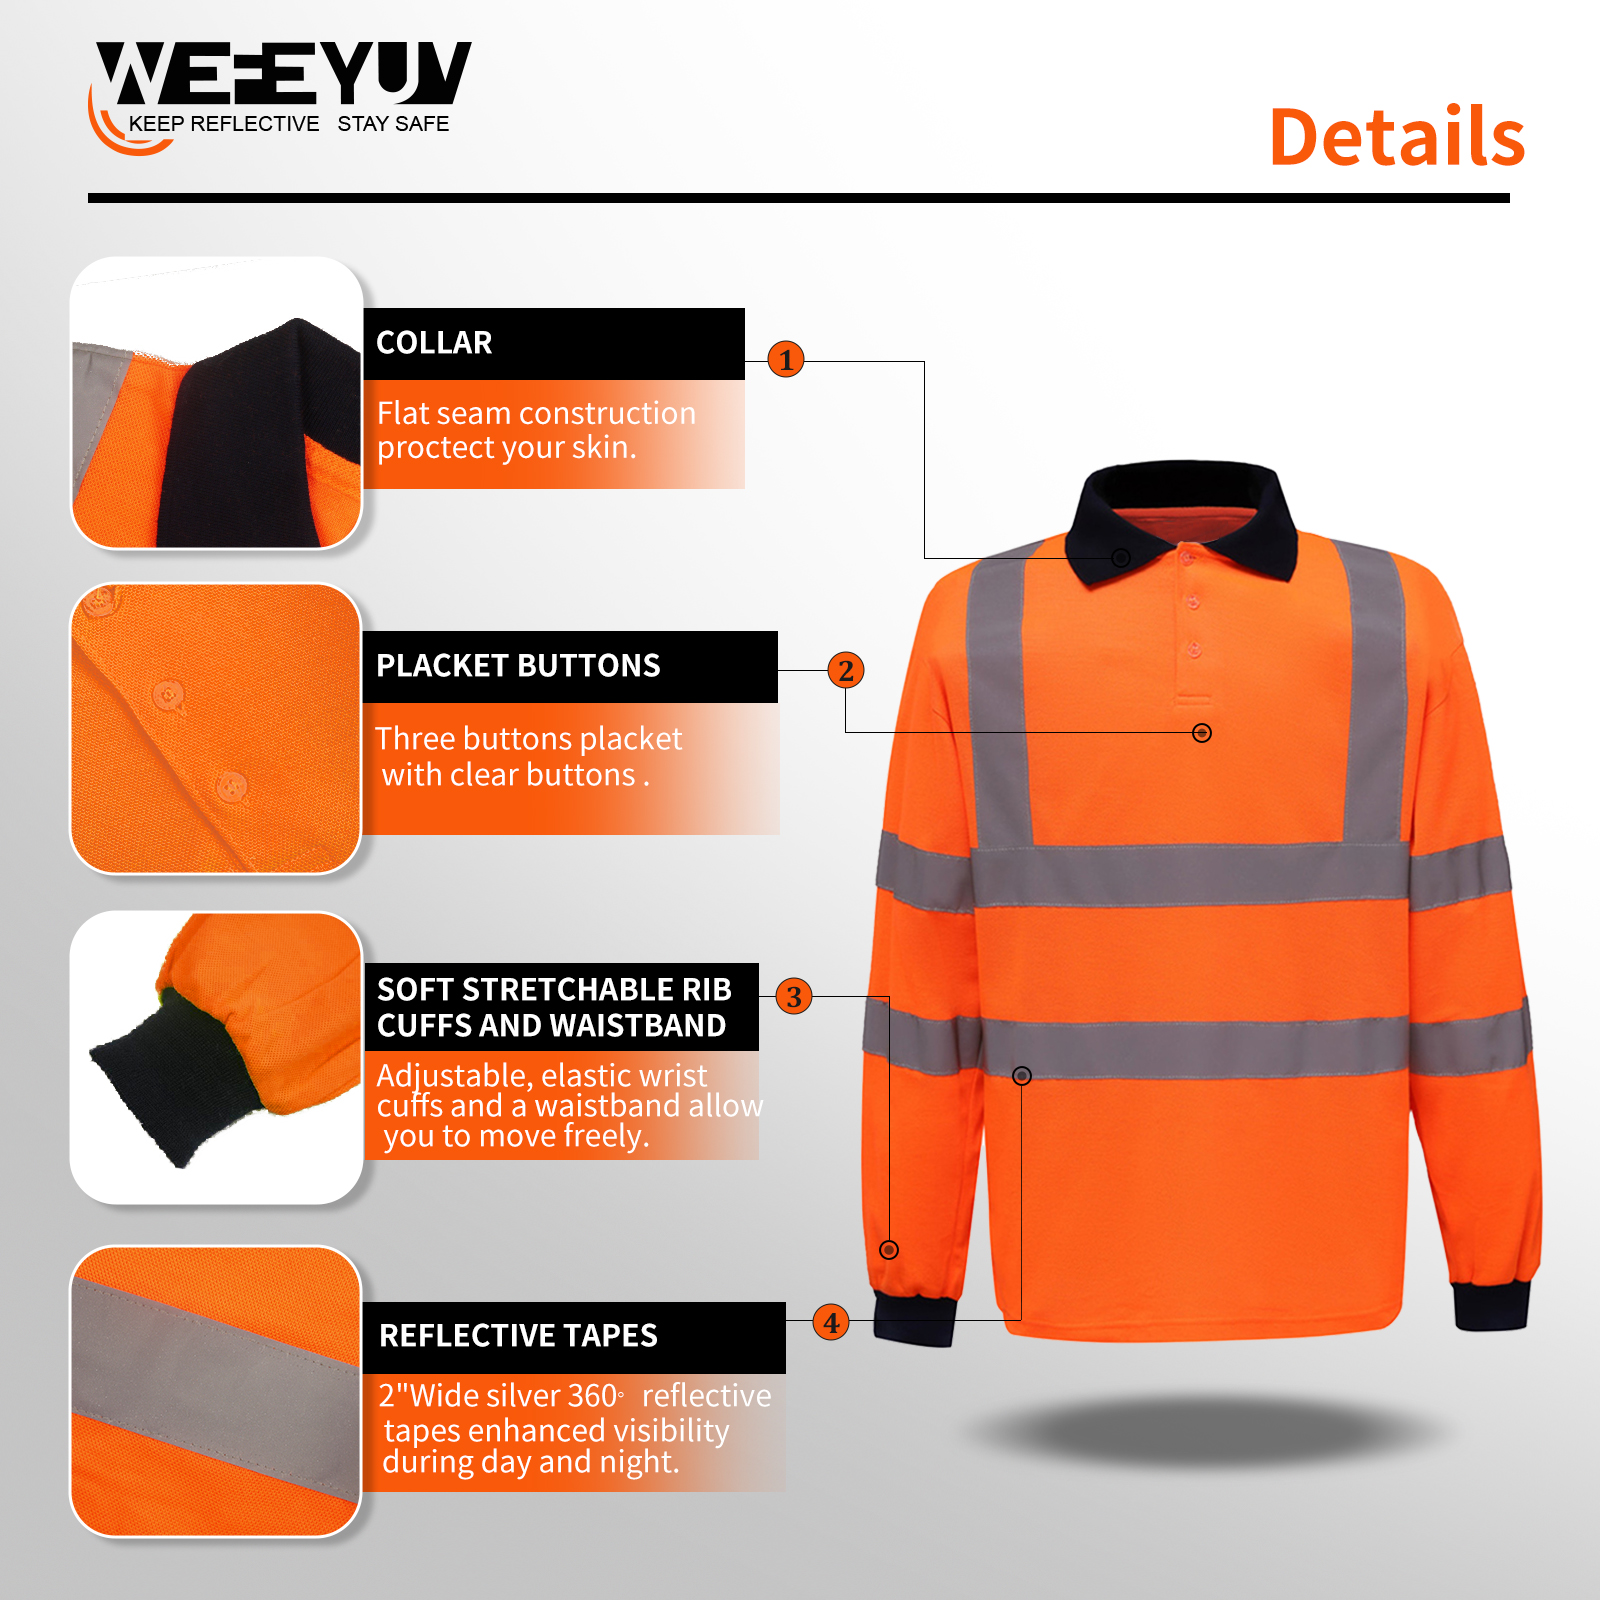 WEFEYUV
KEEP REFLECTIVE STAY SAFE
Details
COLLAR
Flat seam construction
proctect your skin.
1
PLACKET BUTTONS
Three buttons placket
with clear buttons .
2
SOFT STRETCHABLE RIB
CUFFS AND WAISTBAND
Adjustable, elastic wrist
cuffs and a waistband allow
you to move freely.
3
REFLECTIVE TAPES
2"Wide silver 360° reflective
tapes enhanced visibility
during day and night.
4